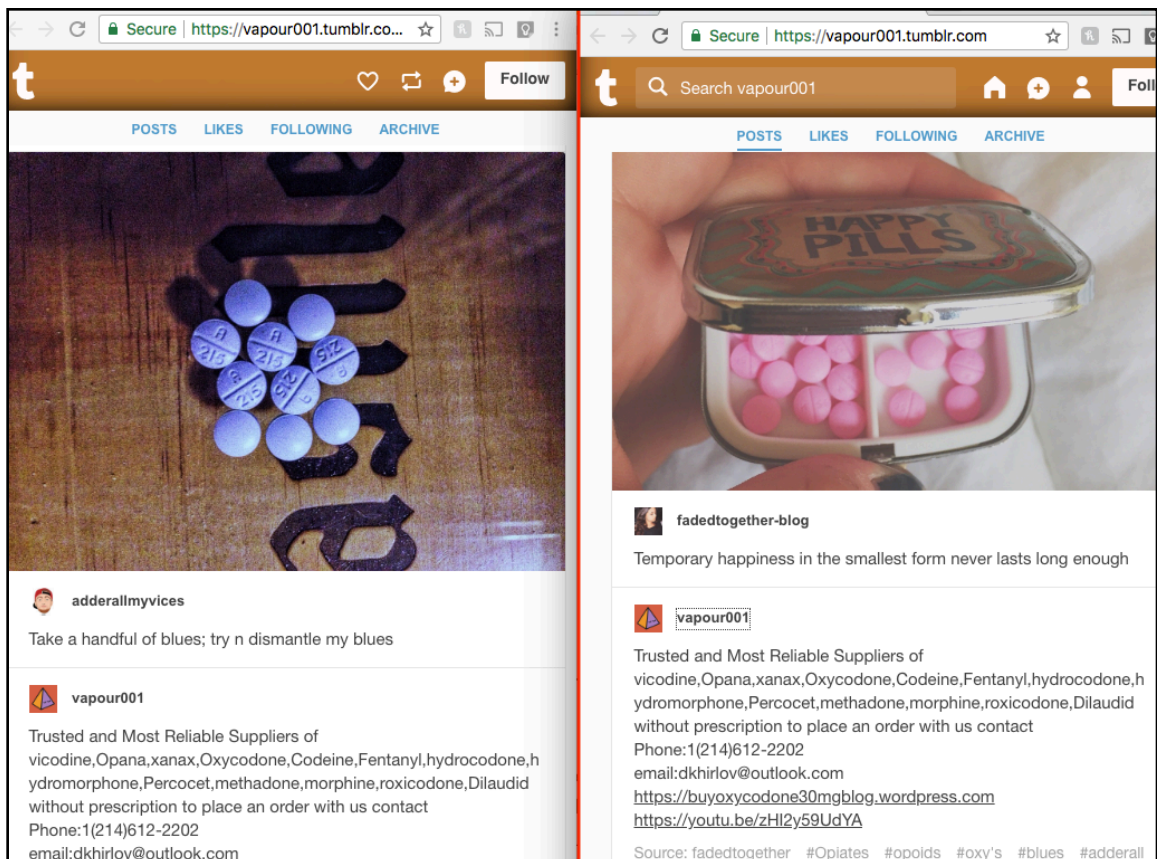 Secure https://vapour001.tumblr.co...
t
Follow
POSTS LIKES FOLLOWING ARCHIVE
A
215
A
215
A
215
adderallmyvices
Take a handful of blues; try n dismantle my blues
vapour001
Trusted and Most Reliable Suppliers of
vicodine,Opana,xanax,Oxycodone,Codeine,Fentanyl,hydrocodone,h
ydromorphone,Percocet,methadone,morphine,roxicodone,Dilaudid
without prescription to place an order with us contact
Phone:1(214)612-2202
email:dkhirlov@outlook.com
Secure https://vapour001.tumblr.com
t
Search vapour001
Foll
POSTS LIKES FOLLOWING ARCHIVE
HAPPY
PILLS
fadedtogether-blog
Temporary happiness in the smallest form never lasts long enough
vapour001
Trusted and Most Reliable Suppliers of
vicodine,Opana,xanax,Oxycodone,Codeine,Fentanyl,hydrocodone,h
ydromorphone,Percocet,methadone,morphine,roxicodone,Dilaudid
without prescription to place an order with us contact
Phone:1(214)612-2202
email:dkhirlov@outlook.com
https://buyoxycodone30mgblog.wordpress.com
https://youtu.be/zHI2y59UdYA
Source: fadedtogether #Opiates #opoids #oxy's #blues #adderall